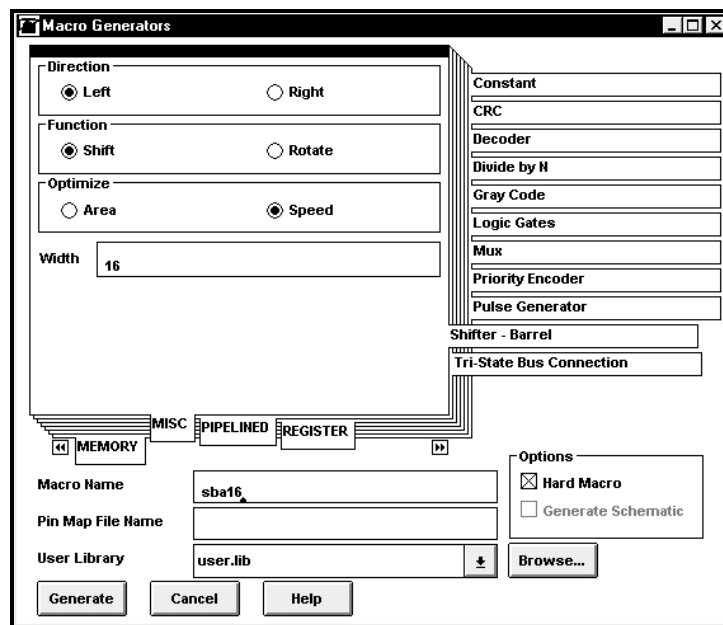 Macro Generators
Direction
Left
Right
Function
Shift
Rotate
Optimize
Area
Speed
Width
16
Constant
CRC
Decoder
Divide by N
Gray Code
Logic Gates
Mux
Priority Encoder
Pulse Generator
Shifter - Barrel
Tri-State Bus Connection
MISC
PIPELINED
REGISTER
MEMORY
Macro Name
sba16
Pin Map File Name
User Library
user.lib
Options
Hard Macro
Generate Schematic
Browse...
Generate
Cancel
Help